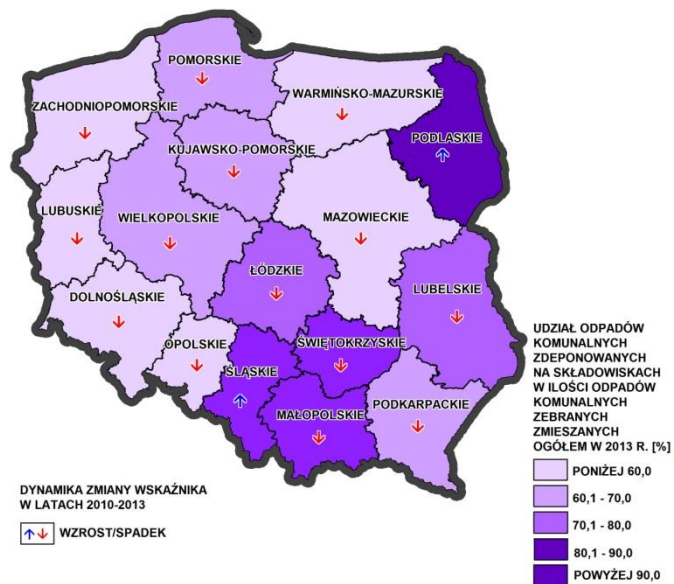 POMORSKIE
WARMIŃSKO-MAZURSKIE
ZACHODNIOPOMORSKIE
PODLASKIE
KUJAWSKO-POMORSKIE
LUBUSKIE
WIELKOPOLSKIE
MAZOWIECKIE
ŁÓDZKIE
LUBELSKIE
DOLNOŚLĄSKIE
OPOLSKIE
ŚWIĘTOKRZYSKIE
ŚLĄSKIE
MAŁOPOLSKIE
PODKARPACKIE
UDZIAŁ ODPADÓW
KOMUNALNYCH
ZDEPONOWANYCH
NA SKŁADOWISKACH
W ILOŚCI ODPADÓW
KOMUNALNYCH
ZEBRANYCH
ZMIESZANYCH
OGÓŁEM W 2013 R. [%]
PONIŻEJ 60,0
60,1 - 70,0
70,1 - 80,0
80,1 - 90,0
POWYŻEJ 90,0
DYNAMIKA ZMIANY WSKAŹNIKA
W LATACH 2010-2013
WZROST/SPADEK